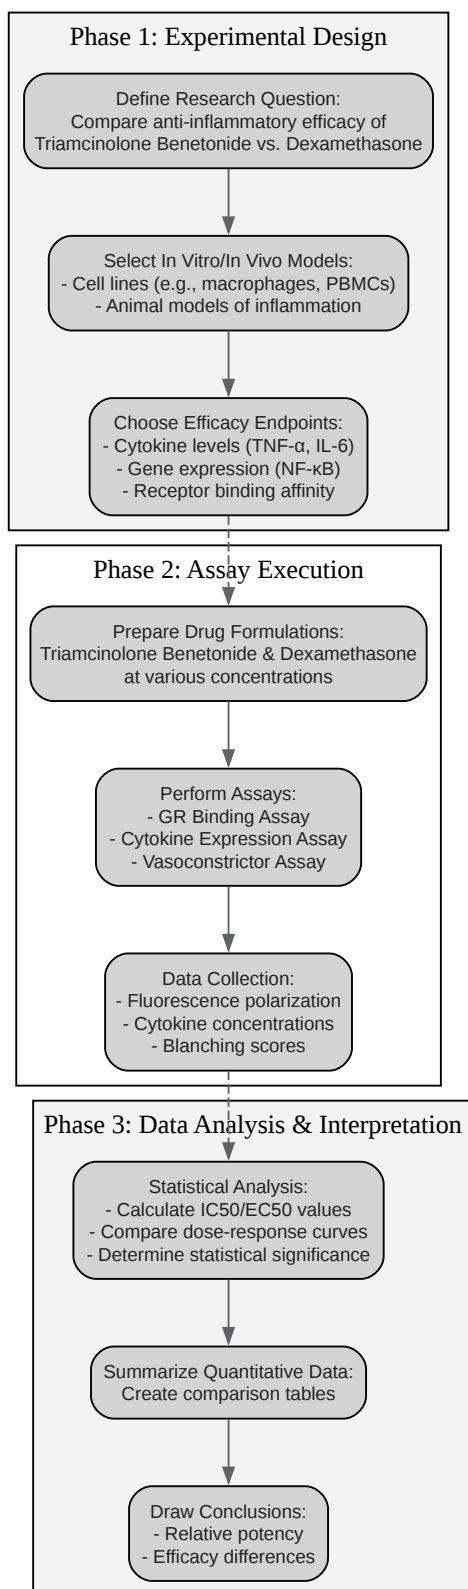 Phase 1: Experimental Design
Define Research Question:
Compare anti-inflammatory efficacy of
Triamcinolone Benetonide vs. Dexamethasone
Select In Vitro/In Vivo Models:
- Cell lines (e.g., macrophages, PBMCs)
- Animal models of inflammation
Choose Efficacy Endpoints:
- Cytokine levels (TNF-α, IL-6)
- Gene expression (NF-κB)
- Receptor binding affinity
Phase 2: Assay Execution
Prepare Drug Formulations:
Triamcinolone Benetonide & Dexamethasone
at various concentrations
Perform Assays:
- GR Binding Assay
- Cytokine Expression Assay
- Vasoconstrictor Assay
Data Collection:
- Fluorescence polarization
- Cytokine concentrations
- Blanching scores
Phase 3: Data Analysis & Interpretation
Statistical Analysis:
- Calculate IC50/EC50 values
- Compare dose-response curves
- Determine statistical significance
Summarize Quantitative Data:
Create comparison tables
Draw Conclusions:
- Relative potency
- Efficacy differences